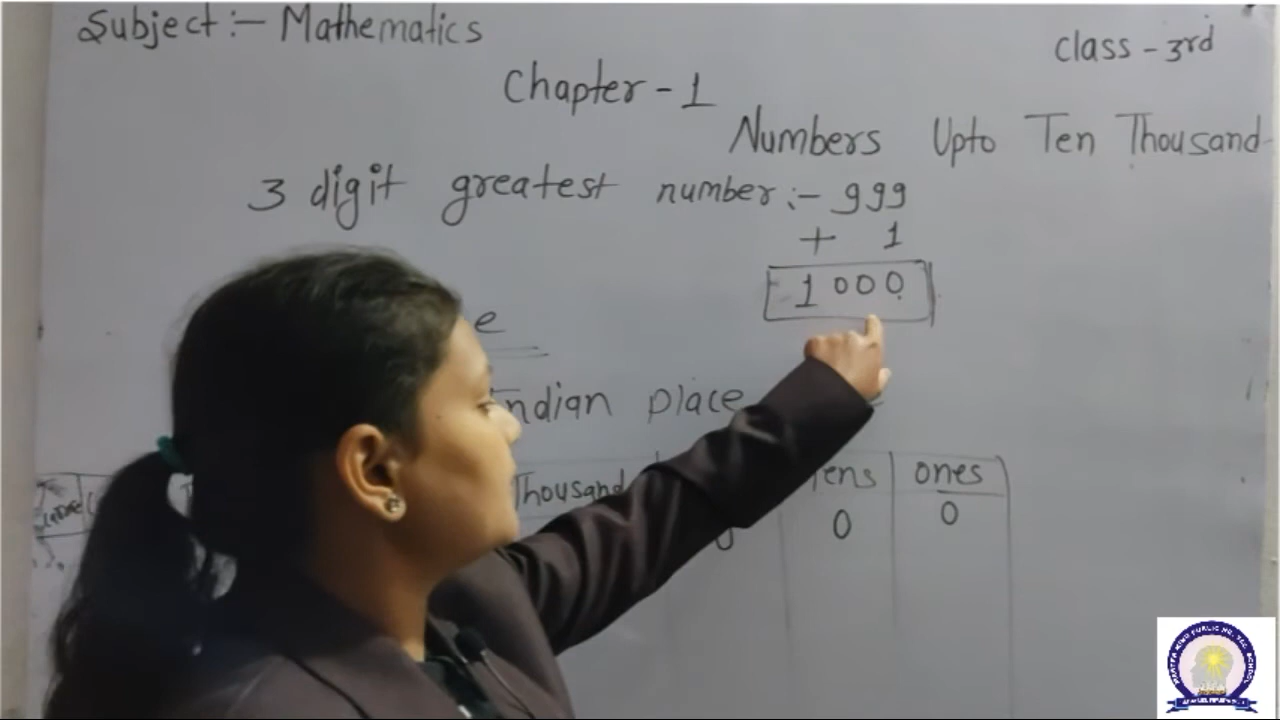 Subject :- Mathematics
Class - 3rd
Chapter - 1
Numbers Upto Ten Thousand
3 digit greatest number :- 999
+ 1
1000
e
ndian place
Thousand Tens ones
0 0